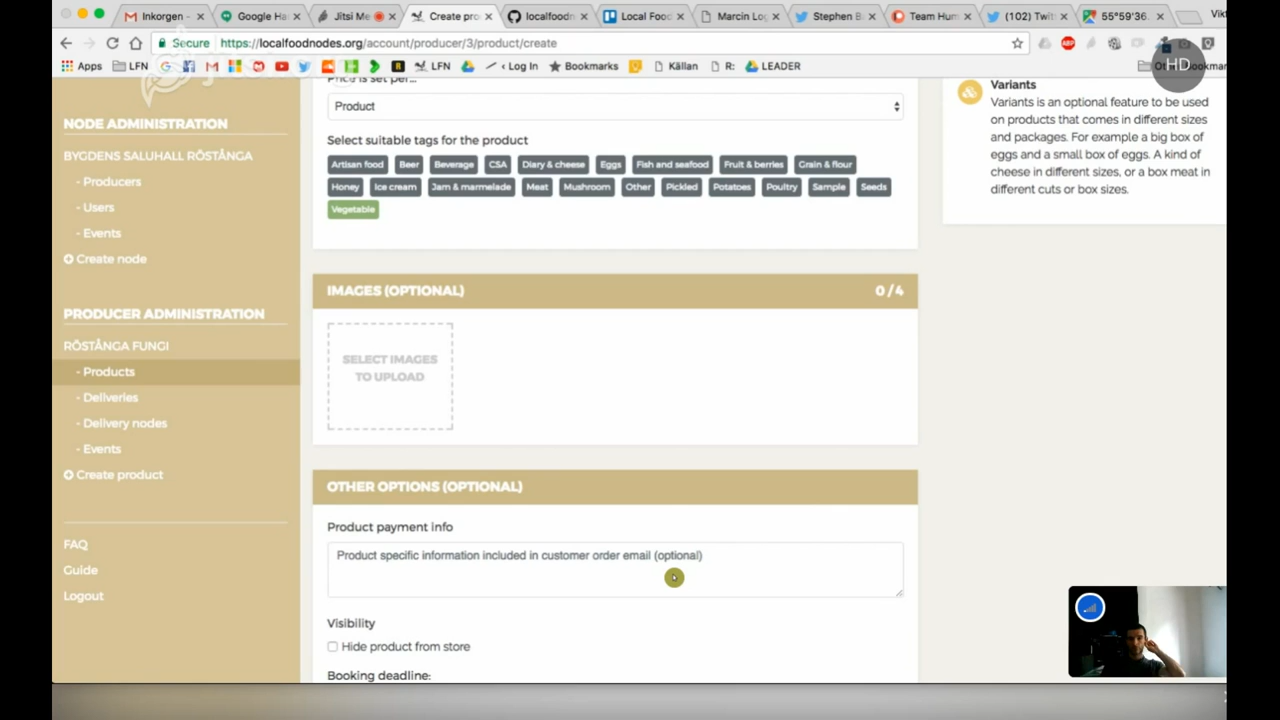 Inkorgen -
Google Ha
Jitsi Me
Create pro
localfoodn
Local Food
Marcin Lo
Stephen B
Team Hum
(102) Twit
55°59'36.
Vikt
Secure
https://localfoodnodes.org/account/producer/3/product/create
Apps
LFN
LFN
< Log In
Bookmarks
Källan
R:
LEADER
HD
Price is set per...
Product
Select suitable tags for the product
Artisan food Beer Beverage CSA Diary & cheese Eggs Fish and seafood Fruit & berries Grain & flour
Honey Ice cream Jam & marmelade Meat Mushroom Other Pickled Potatoes Poultry Sample Seeds
Vegetable
NODE ADMINISTRATION
BYGDENS SALUHALL RÖSTÅNGA
- Producers
- Users
- Events
Create node
PRODUCER ADMINISTRATION
RÖSTÅNGA FUNGI
- Products
- Deliveries
- Delivery nodes
- Events
Create product
FAQ
Guide
Logout
IMAGES (OPTIONAL) 0/4
SELECT IMAGES
TO UPLOAD
OTHER OPTIONS (OPTIONAL)
Product payment info
Product specific information included in customer order email (optional)
Visibility
Hide product from store
Booking deadline:
Variants
Variants is an optional feature to be used
on products that comes in different sizes
and packages. For example a big box of
eggs and a small box of eggs. A kind of
cheese in different sizes, or a box meat in
different cuts or box sizes.